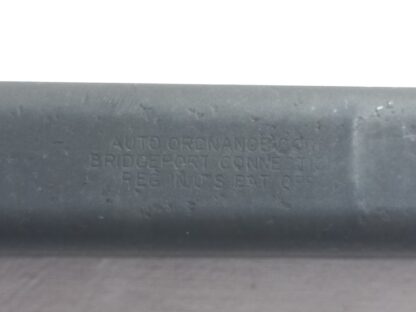 AUTO ORDNANCE CO
BRIDGEPORT CONNE T
REG IN U S PAT OFF